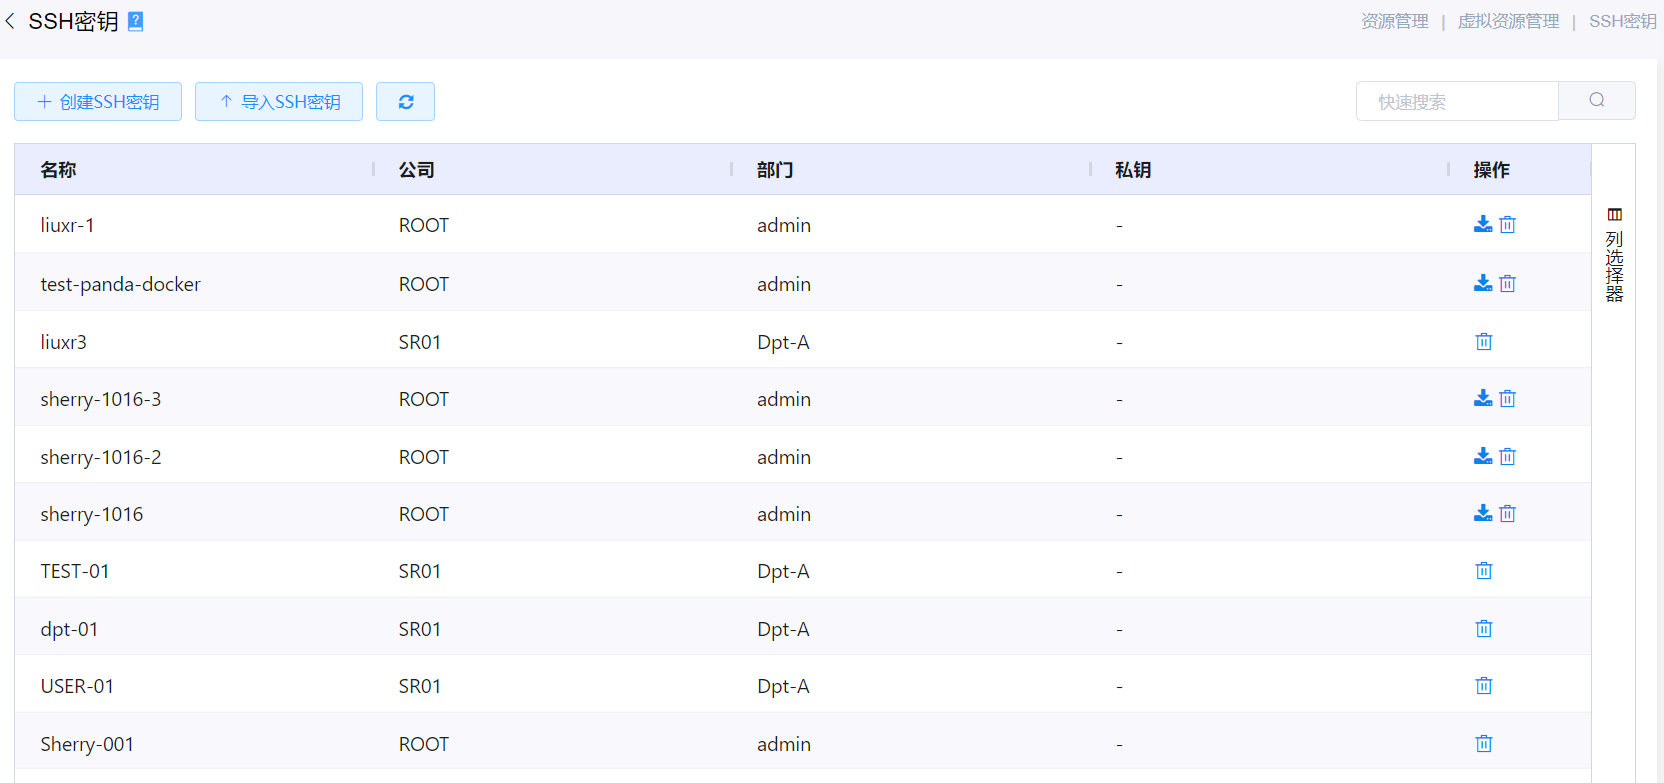 SSH密钥 ?
资源管理 | 虚拟资源管理 | SSH密钥
创建SSH密钥 导入SSH密钥 快速搜索
名称 公司 部门 私钥 操作
liuxr-1 ROOT admin -
test-panda-docker ROOT admin -
liuxr3 SR01 Dpt-A -
sherry-1016-3 ROOT admin -
sherry-1016-2 ROOT admin -
sherry-1016 ROOT admin -
TEST-01 SR01 Dpt-A -
dpt-01 SR01 Dpt-A -
USER-01 SR01 Dpt-A -
Sherry-001 ROOT admin -
列选择器